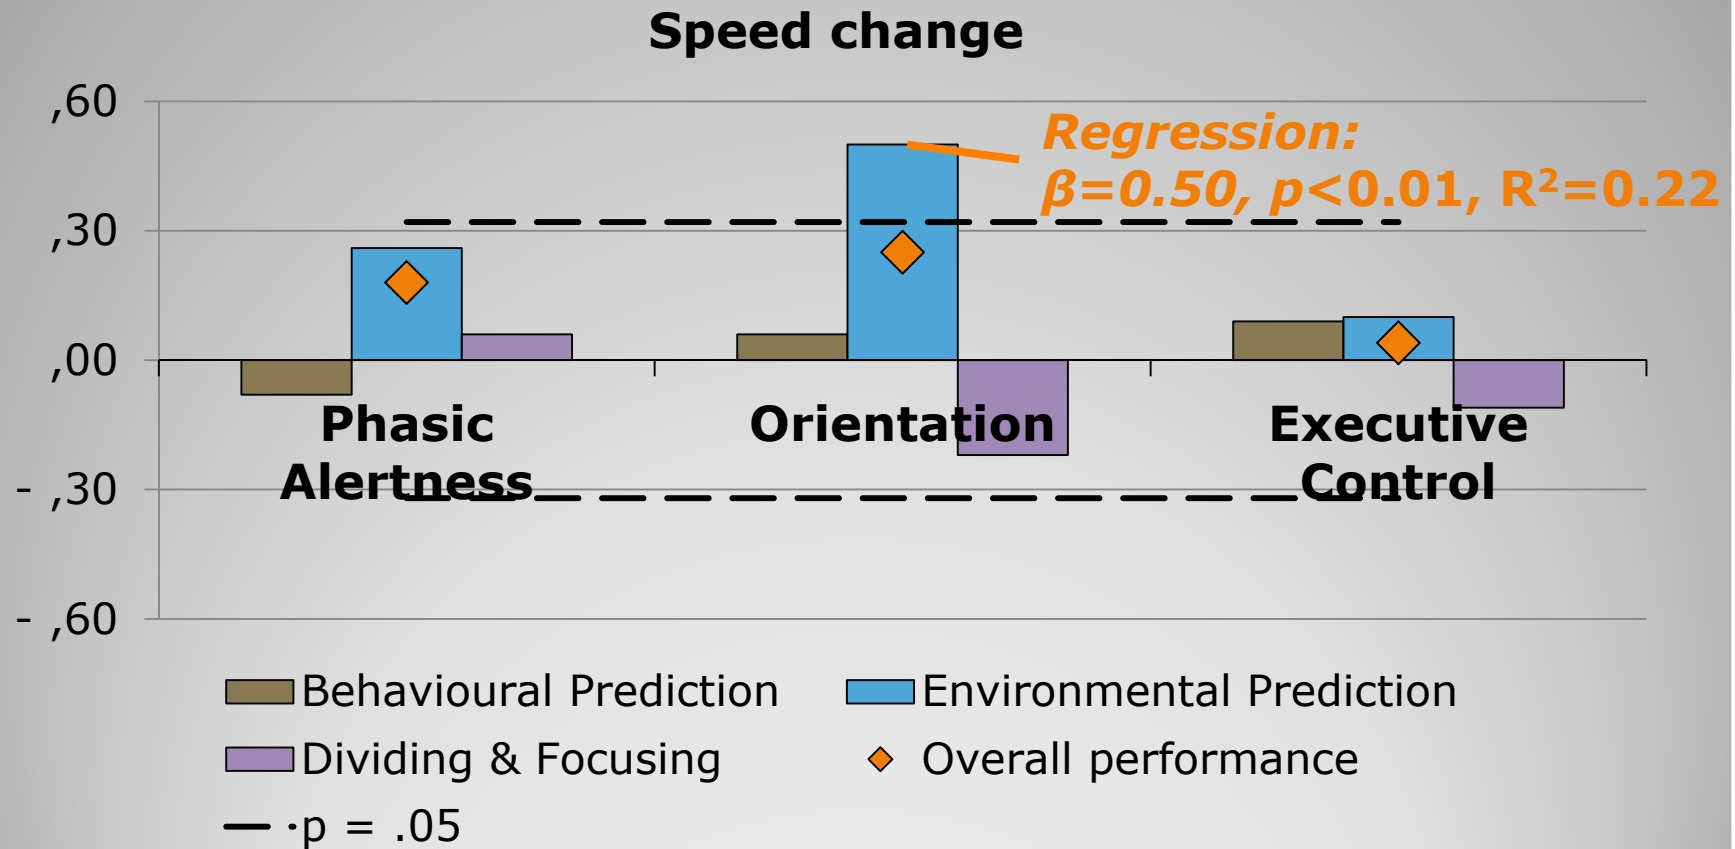 Speed change
,60
Regression:
β=0.50, p<0.01, R²=0.22
,30
,00
Phasic
Alertness
Orientation
Executive
Control
- ,30
- ,60
Behavioural Prediction
Environmental Prediction
Dividing & Focusing
Overall performance
p = .05